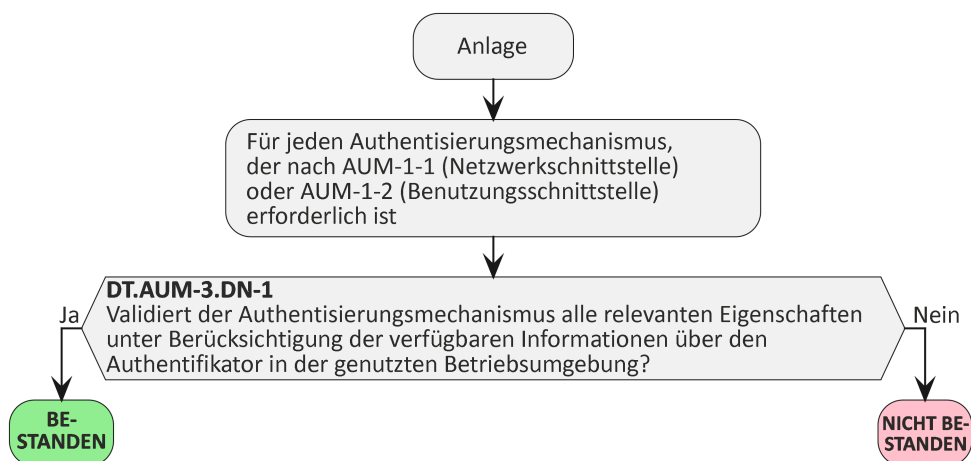 Anlage
Für jeden Authentisierungsmechanismus,
der nach AUM-1-1 (Netzwerkschnittstelle)
oder AUM-1-2 (Benutzungsschnittstelle)
erforderlich ist
DT.AUM-3.DN-1
Validiert der Authentisierungsmechanismus alle relevanten Eigenschaften
unter Berücksichtigung der verfügbaren Informationen über den
Authentifikator in der genutzten Betriebsumgebung?
Ja
Nein
BE-
STANDEN
NICHT BE-
STANDEN